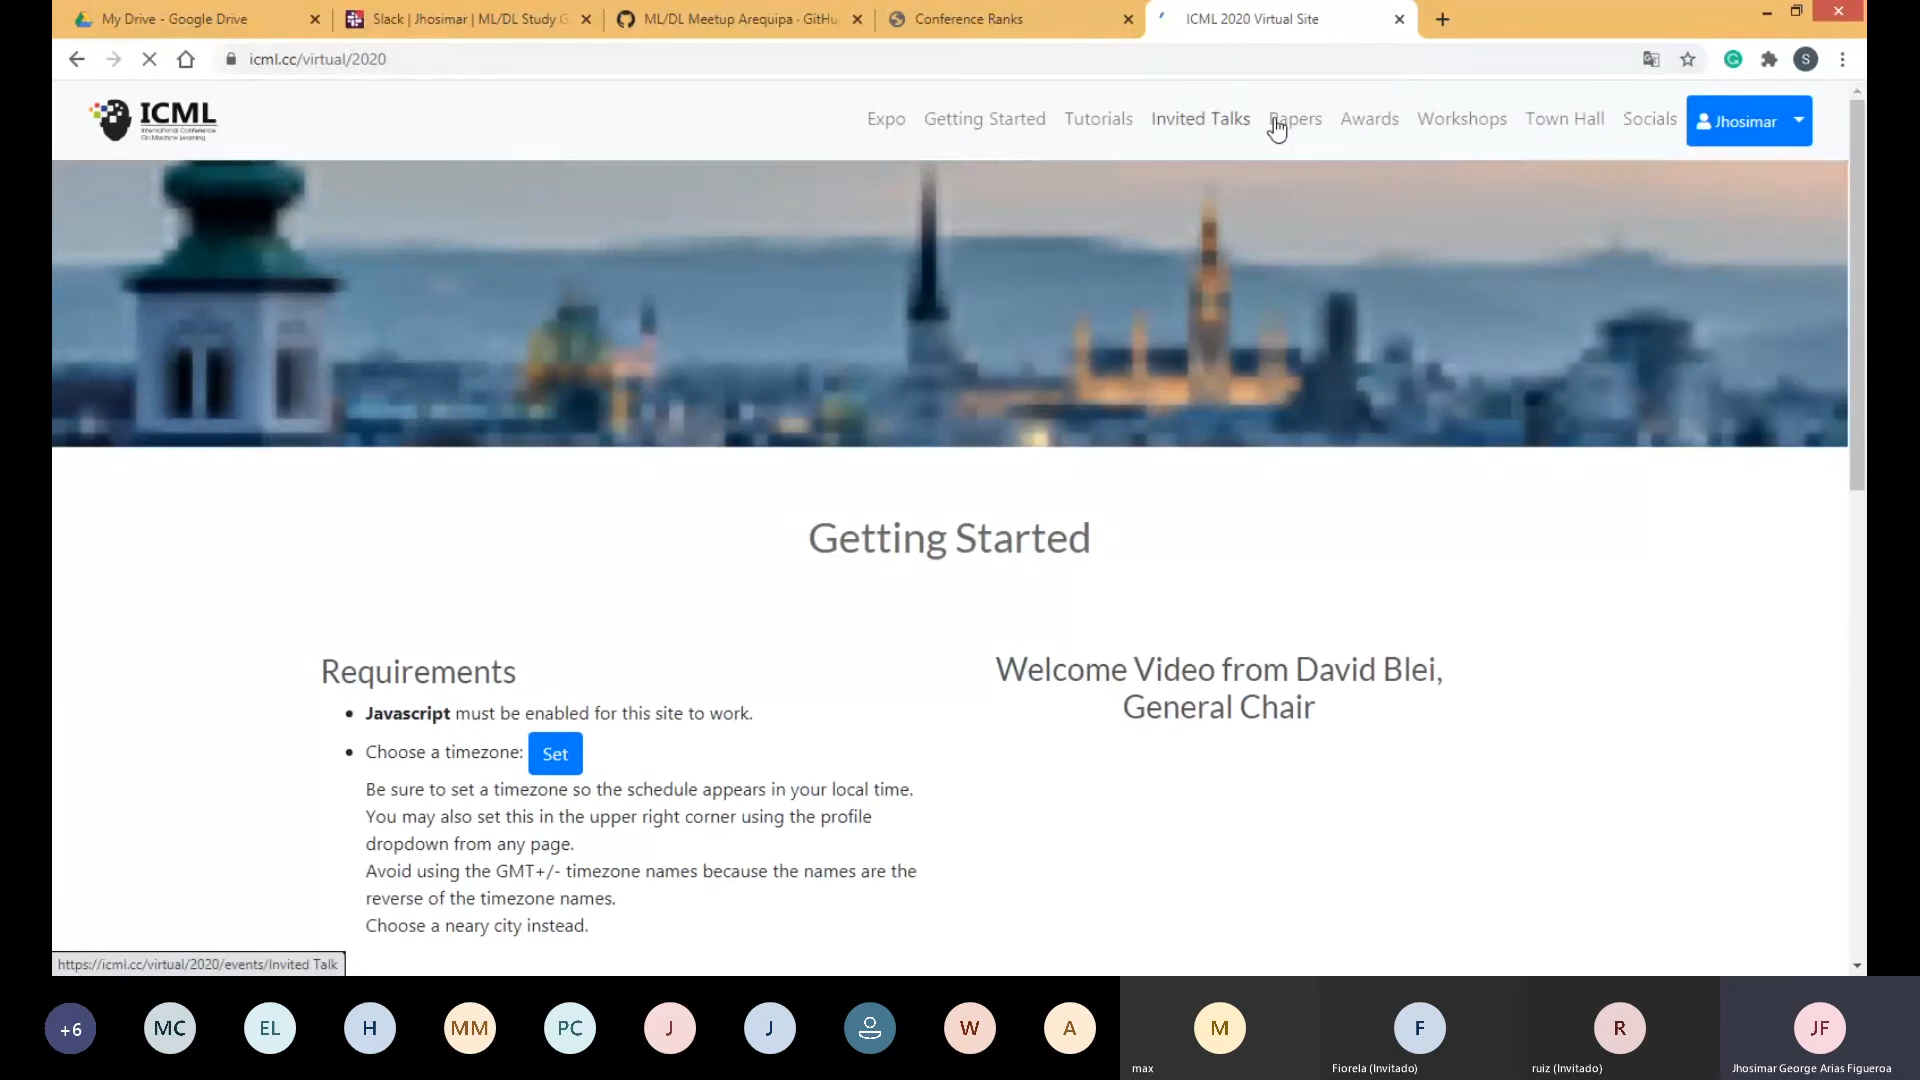 My Drive - Google Drive
Slack | Jhosimar | ML/DL Study G
ML/DL Meetup Arequipa · GitHu
Conference Ranks
ICML 2020 Virtual Site
icml.cc/virtual/2020
S
ICML
International Conference
On Machine Learning
Expo
Getting Started
Tutorials
Invited Talks
Papers
Awards
Workshops
Town Hall
Socials
Jhosimar
Getting Started
Requirements
Javascript must be enabled for this site to work.
Choose a timezone: Set
Be sure to set a timezone so the schedule appears in your local time.
You may also set this in the upper right corner using the profile
dropdown from any page.
Avoid using the GMT+/- timezone names because the names are the
reverse of the timezone names.
Choose a neary city instead.
Welcome Video from David Blei,
General Chair
https://icml.cc/virtual/2020/events/Invited Talk
+6
MC
EL
H
MM
PC
J
J
W
A
M
max
F
Fiorela (Invitado)
R
ruiz (Invitado)
JF
Jhosimar George Arias Figueroa